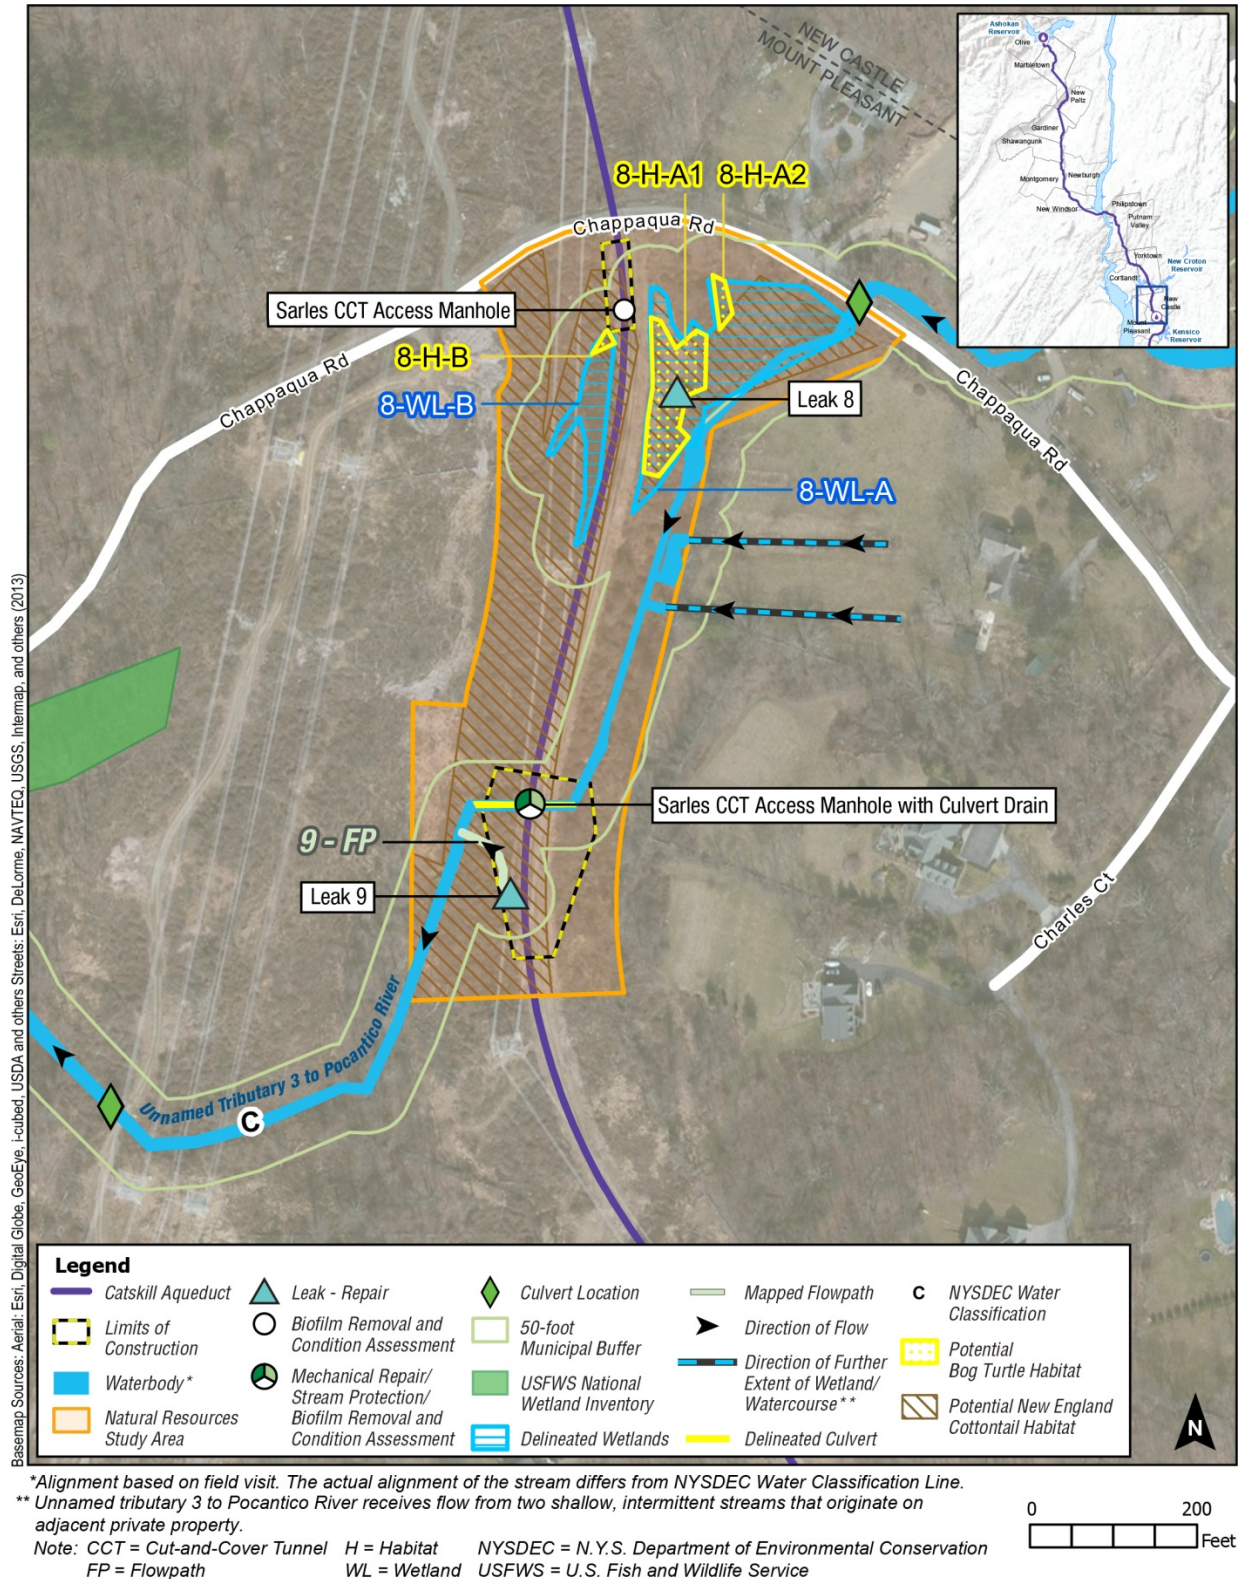 NEW CASTLE
MOUNT PLEASANT
Ashokan
Reservoir
Olive
Marbletown
New
Paltz
Gardiner
Shawangunk
Montgomery
Newburgh
New Windsor
Philipstown
Putnam
Valley
Yorktown
New Croton
Reservoir
Cortlandt
New
Castle
Mount
Pleasant
Kensico
Reservoir
8-H-A1
8-H-A2
Chappaqua Rd
Sarles CCT Access Manhole
8-H-B
Chappaqua Rd
8-WL-B
Leak 8
Chappaqua Rd
8-WL-A
Sarles CCT Access Manhole with Culvert Drain
9 - FP
Leak 9
Charles Ct
Unnamed Tributary 3 to Pocantico River
C
Basemap Sources: Aerial: Esri, Digital Globe, GeoEye, i-cubed, USDA and others Streets: Esri, DeLorme, NAVTEQ, USGS, Intermap, and others (2013)
Legend
Catskill Aqueduct
Limits of
Construction
Waterbody*
Natural Resources
Study Area
Leak - Repair
Biofilm Removal and
Condition Assessment
Mechanical Repair/
Stream Protection/
Biofilm Removal and
Condition Assessment
Culvert Location
50-foot
Municipal Buffer
USFWS National
Wetland Inventory
Delineated Wetlands
Mapped Flowpath
Direction of Flow
Direction of Further
Extent of Wetland/
Watercourse**
Delineated Culvert
C
NYSDEC Water
Classification
Potential
Bog Turtle Habitat
Potential New England
Cottontail Habitat
N
*Alignment based on field visit. The actual alignment of the stream differs from NYSDEC Water Classification Line.
** Unnamed tributary 3 to Pocantico River receives flow from two shallow, intermittent streams that originate on
adjacent private property.
Note: CCT = Cut-and-Cover Tunnel H = Habitat NYSDEC = N.Y.S. Department of Environmental Conservation
FP = Flowpath WL = Wetland USFWS = U.S. Fish and Wildlife Service
0 200
Feet